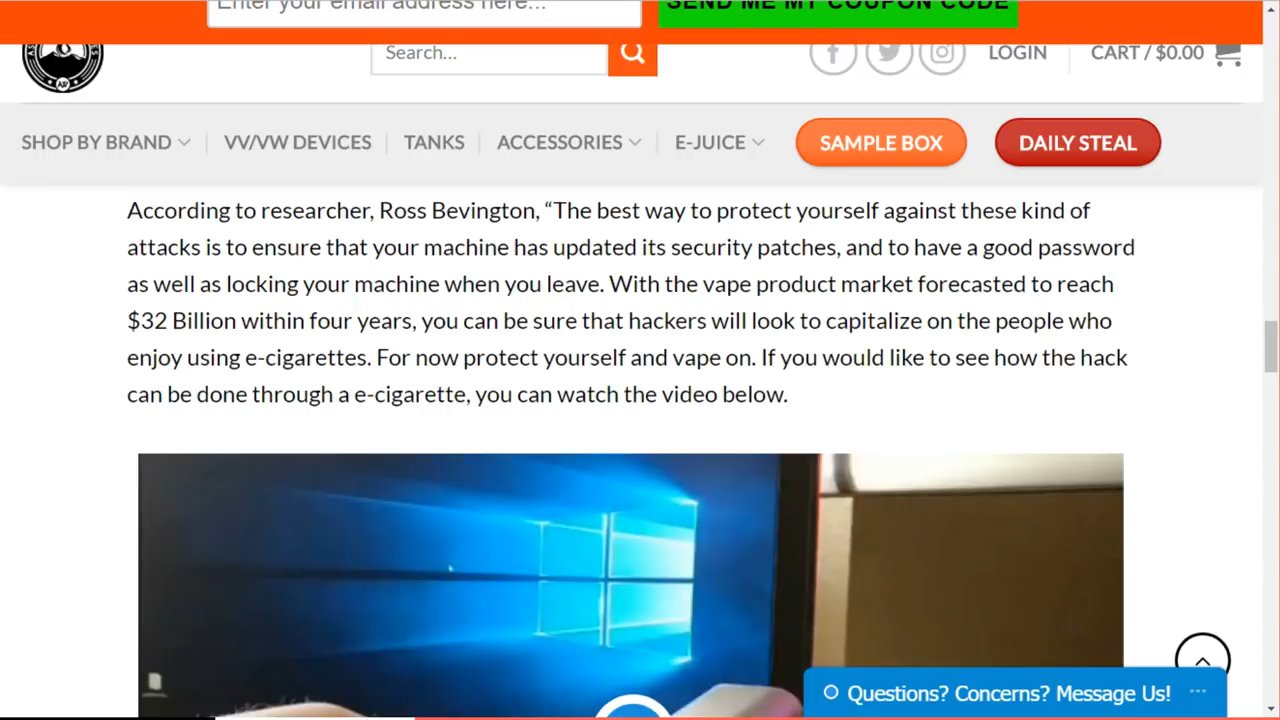 Enter your email address here...
SEND ME MY COUPON CODE
Search...
LOGIN
CART / $0.00
SHOP BY BRAND
VV/VW DEVICES
TANKS
ACCESSORIES
E-JUICE
SAMPLE BOX
DAILY STEAL
According to researcher, Ross Bevington, “The best way to protect yourself against these kind of
attacks is to ensure that your machine has updated its security patches, and to have a good password
as well as locking your machine when you leave. With the vape product market forecasted to reach
$32 Billion within four years, you can be sure that hackers will look to capitalize on the people who
enjoy using e-cigarettes. For now protect yourself and vape on. If you would like to see how the hack
can be done through a e-cigarette, you can watch the video below.
Questions? Concerns? Message Us!